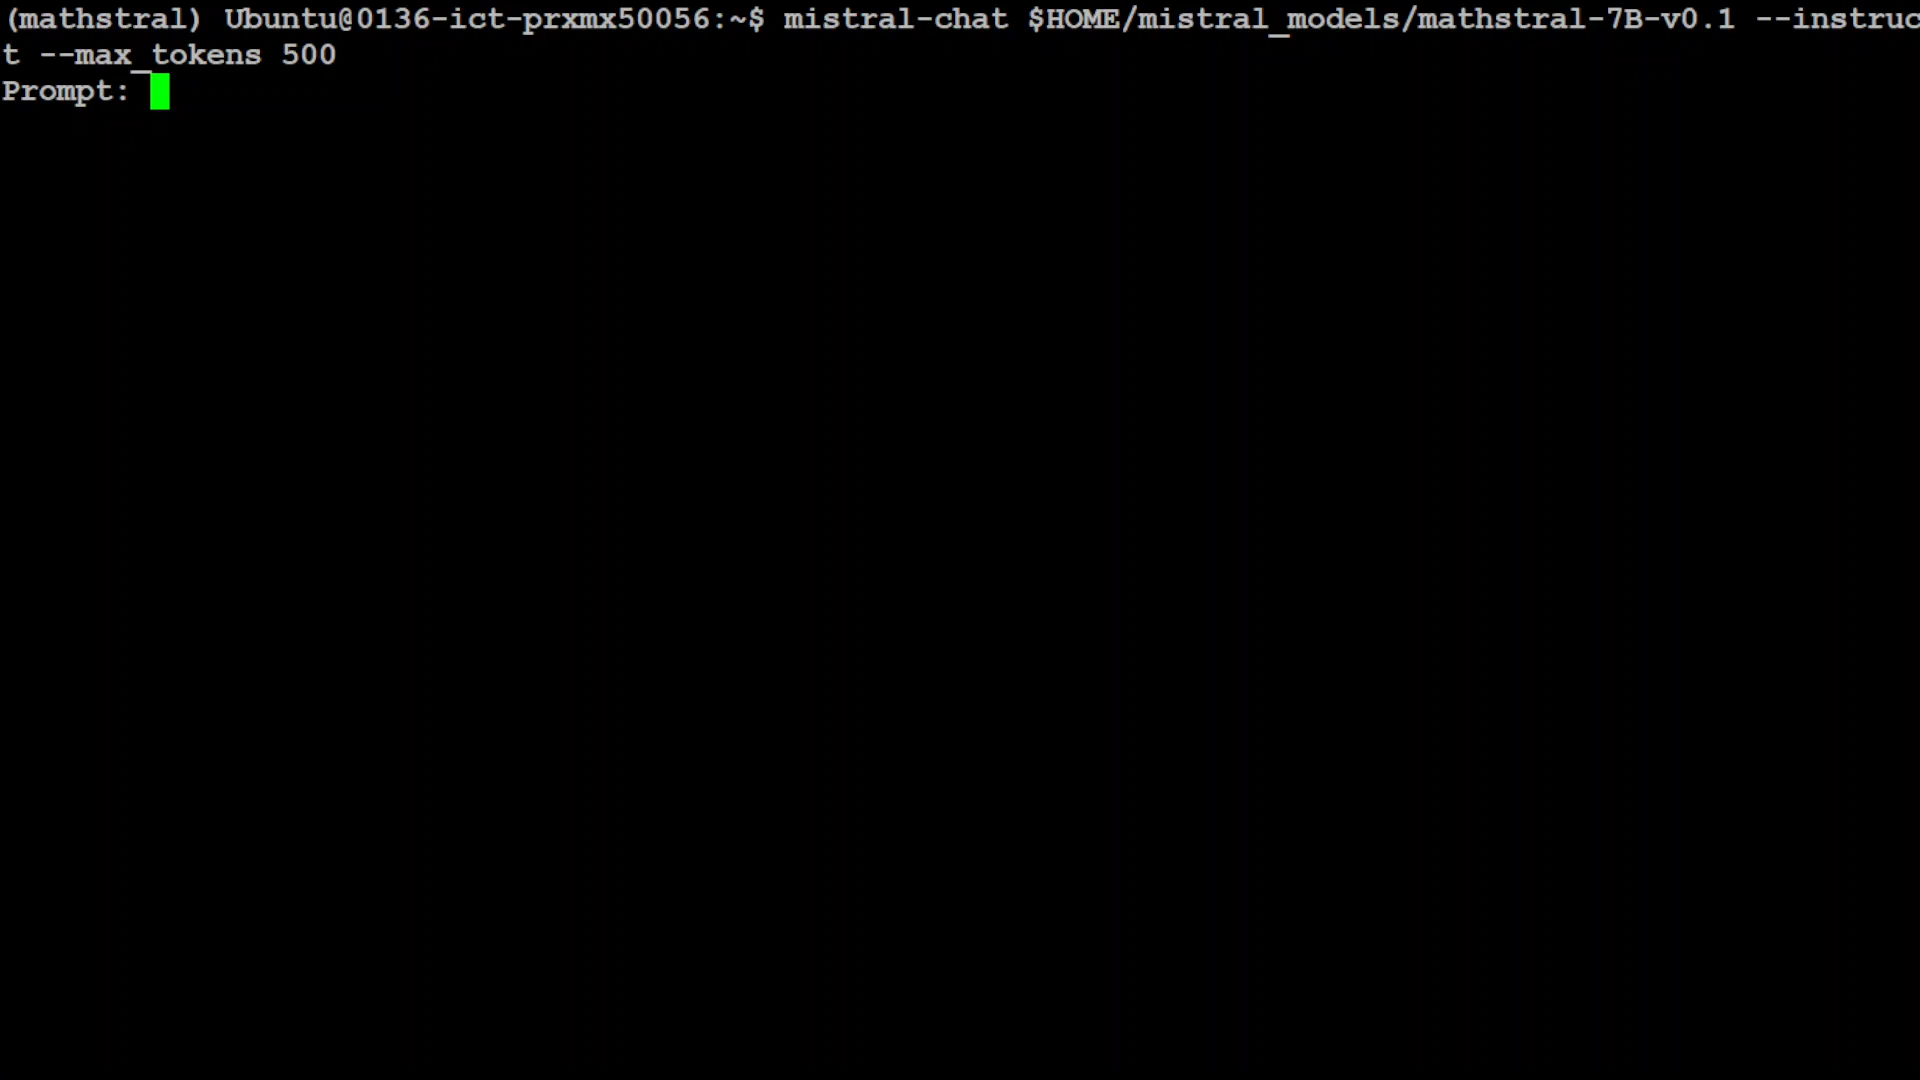 (mathstral) Ubuntu@0136-ict-prxmx50056:~$ mistral-chat $HOME/mistral_models/mathstral-7B-v0.1 --instruc
t --max_tokens 500
Prompt: